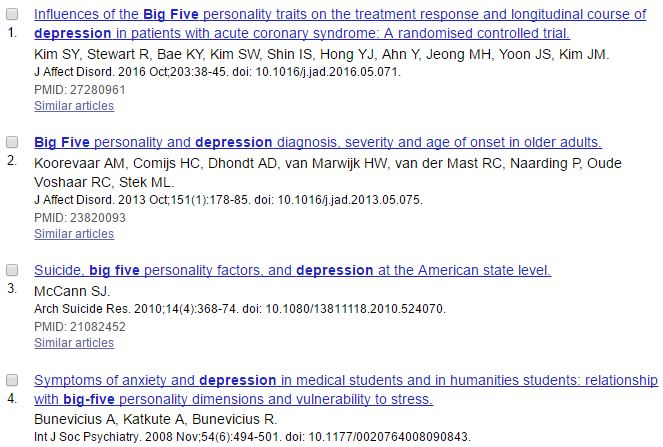 Influences of the Big Five personality traits on the treatment response and longitudinal course of
1. depression in patients with acute coronary syndrome: A randomised controlled trial.
Kim SY, Stewart R, Bae KY, Kim SW, Shin IS, Hong YJ, Ahn Y, Jeong MH, Yoon JS, Kim JM.
J Affect Disord. 2016 Oct;203:38-45. doi: 10.1016/j.jad.2016.05.071.
PMID: 27280961
Similar articles
Big Five personality and depression diagnosis, severity and age of onset in older adults.
2. Koorevaar AM, Comijs HC, Dhondt AD, van Marwijk HW, van der Mast RC, Naarding P, Oude
Voshaar RC, Stek ML.
J Affect Disord. 2013 Oct;151(1):178-85. doi: 10.1016/j.jad.2013.05.075.
PMID: 23820093
Similar articles
Suicide, big five personality factors, and depression at the American state level.
3. McCann SJ.
Arch Suicide Res. 2010;14(4):368-74. doi: 10.1080/13811118.2010.524070.
PMID: 21082452
Similar articles
Symptoms of anxiety and depression in medical students and in humanities students: relationship
4. with big-five personality dimensions and vulnerability to stress.
Bunevicius A, Katkute A, Bunevicius R.
Int J Soc Psychiatry. 2008 Nov;54(6):494-501. doi: 10.1177/0020764008090843.